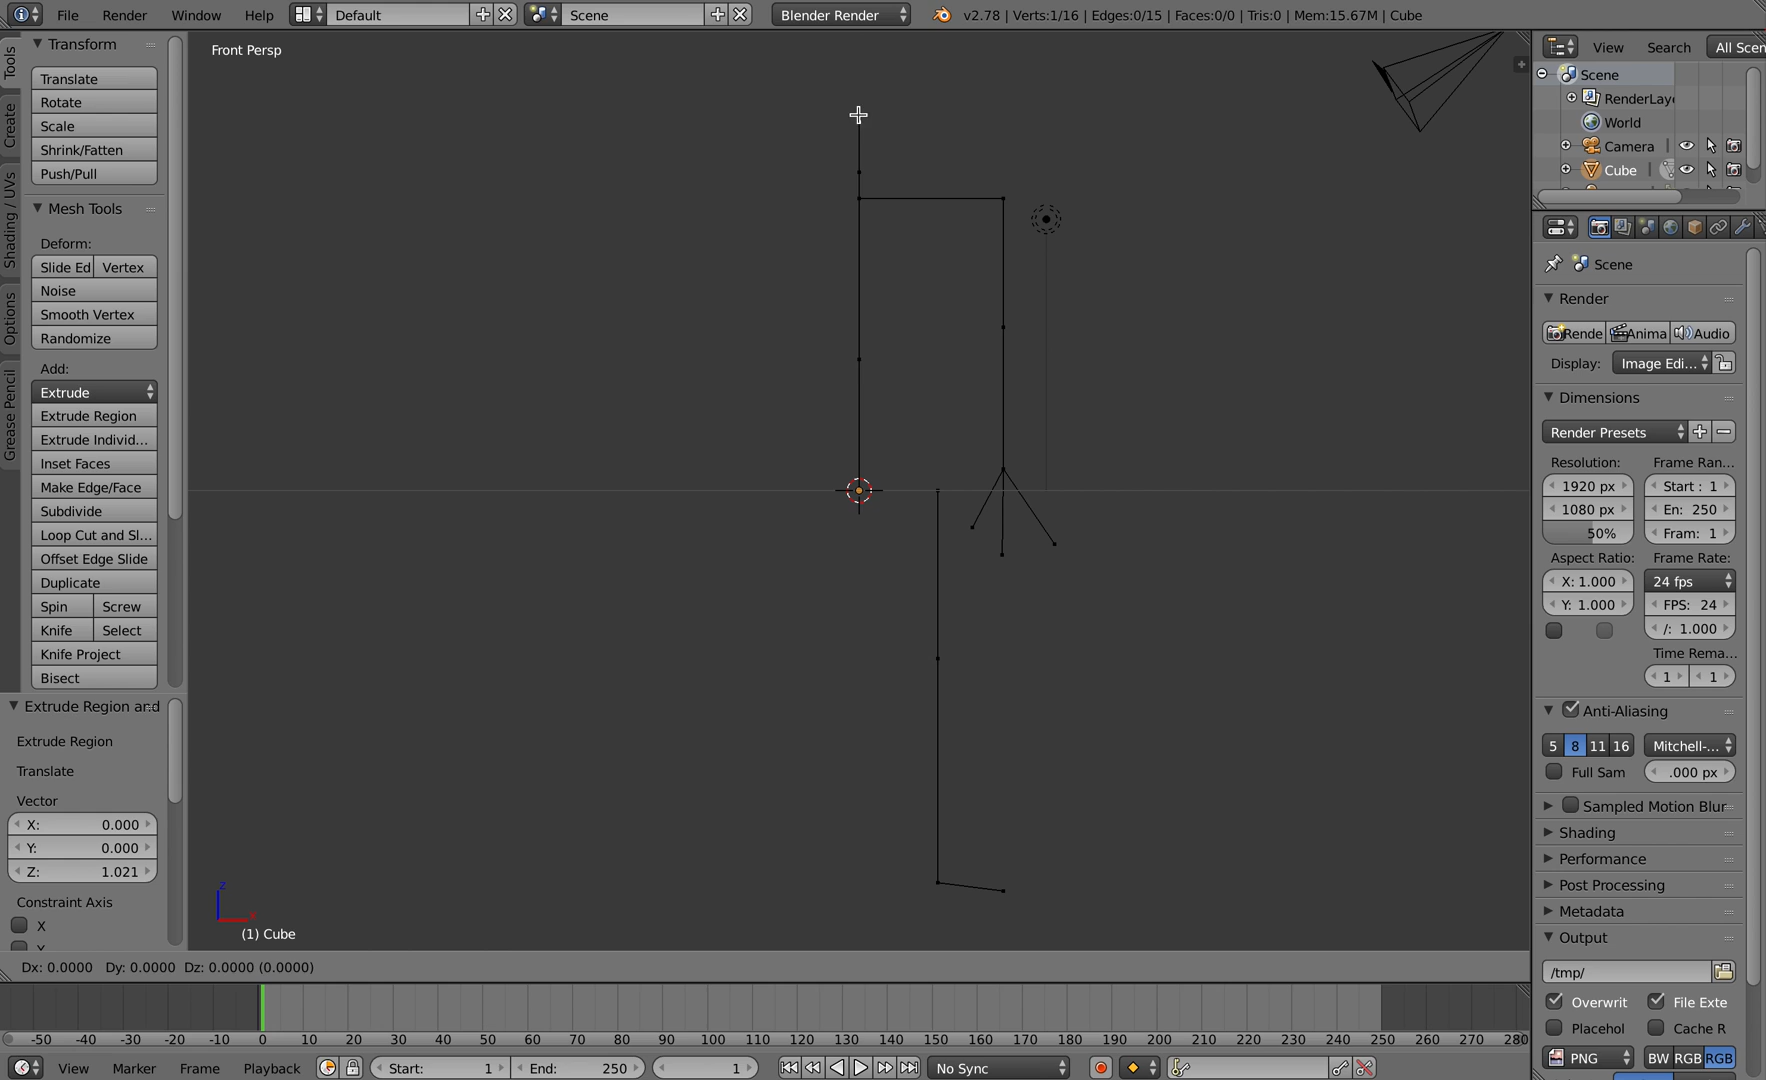 File Render Window Help Default Scene Blender Render v2.78 | Verts:1/16 | Edges:0/15 | Faces:0/0 | Tris:0 | Mem:15.67M | Cube
Tools
Create
Shading / UVs
Options
Grease Pencil
Transform
Translate
Rotate
Scale
Shrink/Fatten
Push/Pull
Mesh Tools
Deform:
Slide Ed Vertex
Noise
Smooth Vertex
Randomize
Add:
Extrude
Extrude Region
Extrude Individ...
Inset Faces
Make Edge/Face
Subdivide
Loop Cut and Sl...
Offset Edge Slide
Duplicate
Spin Screw
Knife Select
Knife Project
Bisect
Extrude Region and
Extrude Region
Translate
Vector
X: 0.000
Y: 0.000
Z: 1.021
Constraint Axis
X
Y
Front Persp
z
x
(1) Cube
Dx: 0.0000 Dy: 0.0000 Dz: 0.0000 (0.0000)
-50 -40 -30 -20 -10 0 10 20 30 40 50 60 70 80 90 100 110 120 130 140 150 160 170 180 190 200 210 220 230 240 250 260 270 280
View Marker Frame Playback Start: 1 End: 250 1 No Sync
View Search All Scen
Scene
RenderLaye
World
Camera
Cube
Scene
Render
Rende Anima Audio
Display: Image Edi...
Dimensions
Render Presets
Resolution: Frame Ran...
1920 px Start : 1
1080 px En: 250
50% Fram: 1
Aspect Ratio: Frame Rate:
X: 1.000 24 fps
Y: 1.000 FPS: 24
/: 1.000
Time Rema...
1 1
Anti-Aliasing
5 8 11 16 Mitchell-...
Full Sam .000 px
Sampled Motion Blur
Shading
Performance
Post Processing
Metadata
Output
/tmp/
Overwrit File Exte
Placehol Cache R
PNG BW RGB RGB